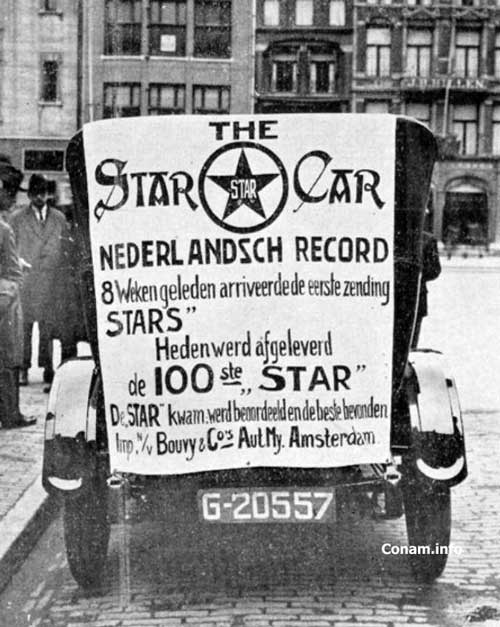 THE
STAR STAR CAR
NEDERLANDSCH RECORD
8 Weken geleden arriveerde de eerste zending
STAR'S"
Heden werd afgeleverd
de 100ste „STAR"
De „STAR" kwam, werd beoordeeld en de beste bevonden
Imp. N/V Bouvy & Co's Aut. My. Amsterdam
G-20557
Conam.info